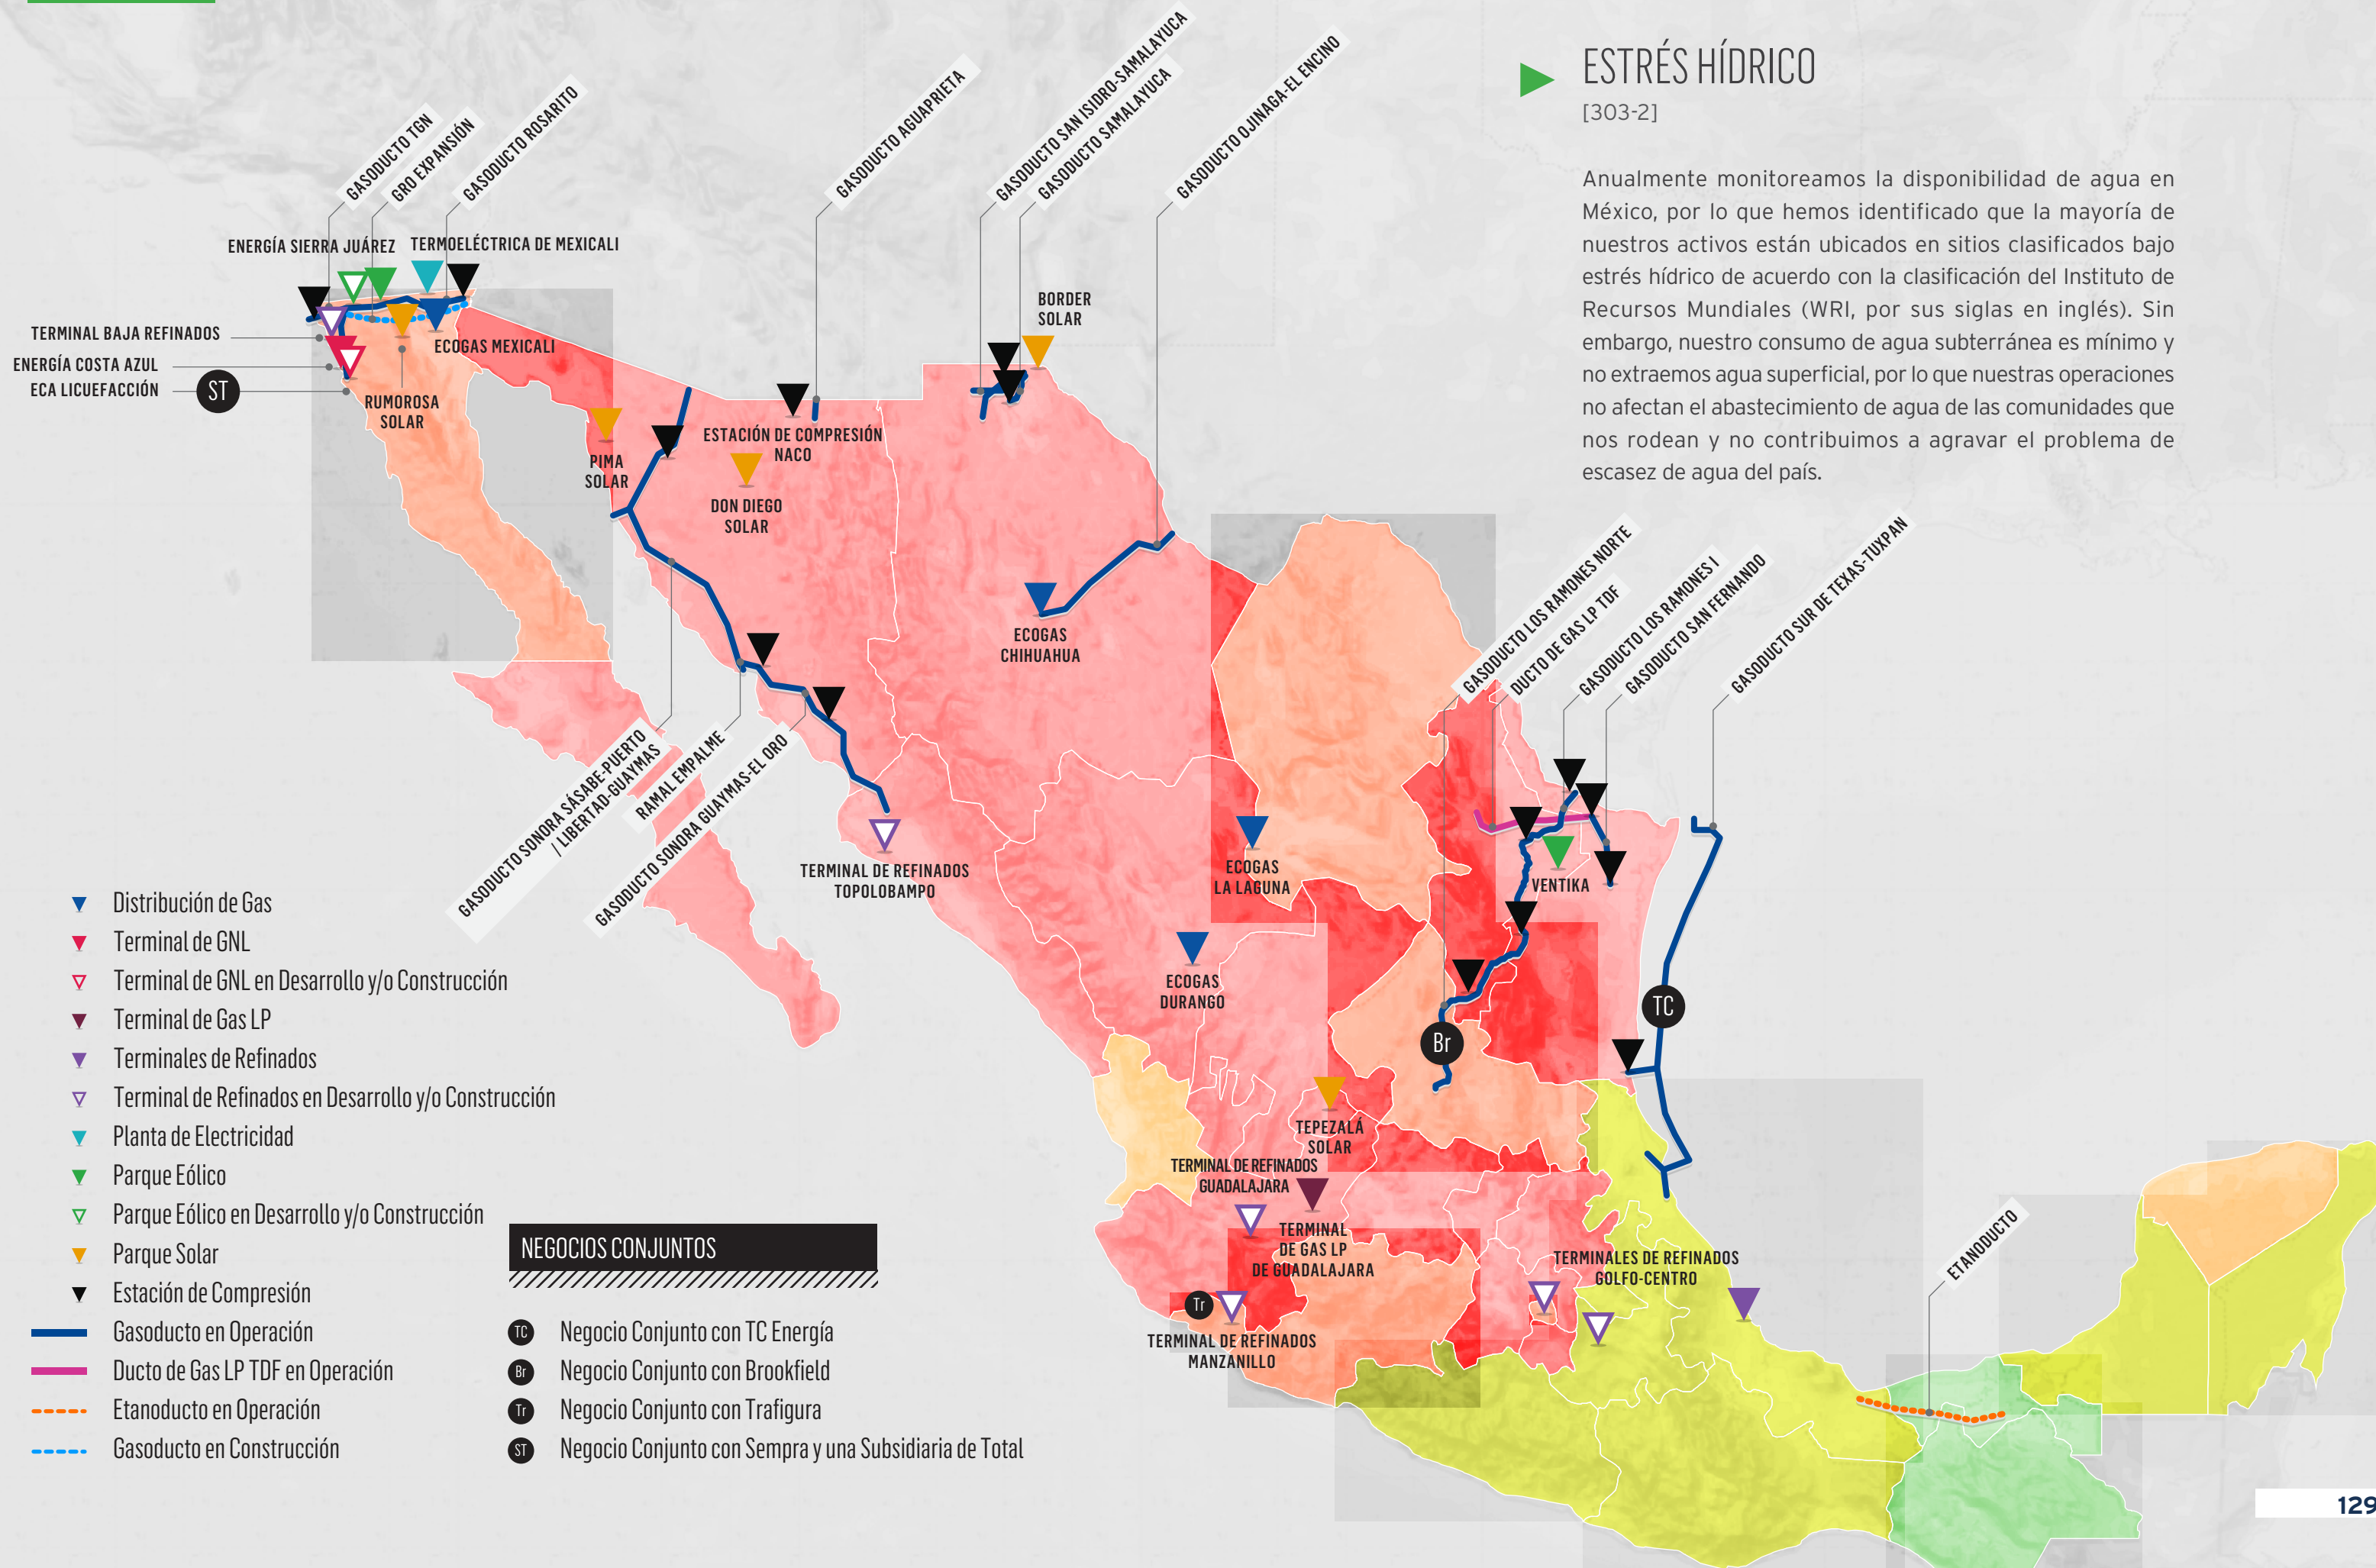 ESTRÉS HÍDRICO
[303-2]
Anualmente monitoreamos la disponibilidad de agua en
México, por lo que hemos identificado que la mayoría de
nuestros activos están ubicados en sitios clasificados bajo
estrés hídrico de acuerdo con la clasificación del Instituto de
Recursos Mundiales (WRI, por sus siglas en inglés). Sin
embargo, nuestro consumo de agua subterránea es mínimo y
no extraemos agua superficial, por lo que nuestras operaciones
no afectan el abastecimiento de agua de las comunidades que
nos rodean y no contribuimos a agravar el problema de
escasez de agua del país.
GASODUCTO TGN
GRO EXPANSIÓN
GASODUCTO ROSARITO
GASODUCTO AGUAPRIETA
GASODUCTO SAN ISIDRO-SAMALAYUCA
GASODUCTO SAMALAYUCA
GASODUCTO OJINAGA-EL ENCINO
ENERGÍA SIERRA JUÁREZ
TERMOELÉCTRICA DE MEXICALI
TERMINAL BAJA REFINADOS
ENERGÍA COSTA AZUL
ECA LICUEFACCIÓN
ST
ECOGAS MEXICALI
RUMOROSA
SOLAR
BORDER
SOLAR
PIMA
SOLAR
ESTACIÓN DE COMPRESIÓN
NACO
DON DIEGO
SOLAR
ECOGAS
CHIHUAHUA
GASODUCTO LOS RAMONES NORTE
DUCTO DE GAS LP TDF
GASODUCTO LOS RAMONES I
GASODUCTO SAN FERNANDO
GASODUCTO SUR DE TEXAS-TUXPAN
GASODUCTO SONORA SÁSABE-PUERTO
/ LIBERTAD-GUAYMAS
RAMAL EMPALME
GASODUCTO SONORA GUAYMAS-EL ORO
TERMINAL DE REFINADOS
TOPOLOBAMPO
ECOGAS
LA LAGUNA
VENTIKA
ECOGAS
DURANGO
TC
Br
TEPEZALÁ
SOLAR
TERMINAL DE REFINADOS
GUADALAJARA
TERMINAL
DE GAS LP
DE GUADALAJARA
Tr
TERMINAL DE REFINADOS
MANZANILLO
TERMINALES DE REFINADOS
GOLFO-CENTRO
ETANODUCTO
Distribución de Gas
Terminal de GNL
Terminal de GNL en Desarrollo y/o Construcción
Terminal de Gas LP
Terminales de Refinados
Terminal de Refinados en Desarrollo y/o Construcción
Planta de Electricidad
Parque Eólico
Parque Eólico en Desarrollo y/o Construcción
Parque Solar
Estación de Compresión
Gasoducto en Operación
Ducto de Gas LP TDF en Operación
Etanoducto en Operación
Gasoducto en Construcción
NEGOCIOS CONJUNTOS
TC Negocio Conjunto con TC Energía
Br Negocio Conjunto con Brookfield
Tr Negocio Conjunto con Trafigura
ST Negocio Conjunto con Sempra y una Subsidiaria de Total
129